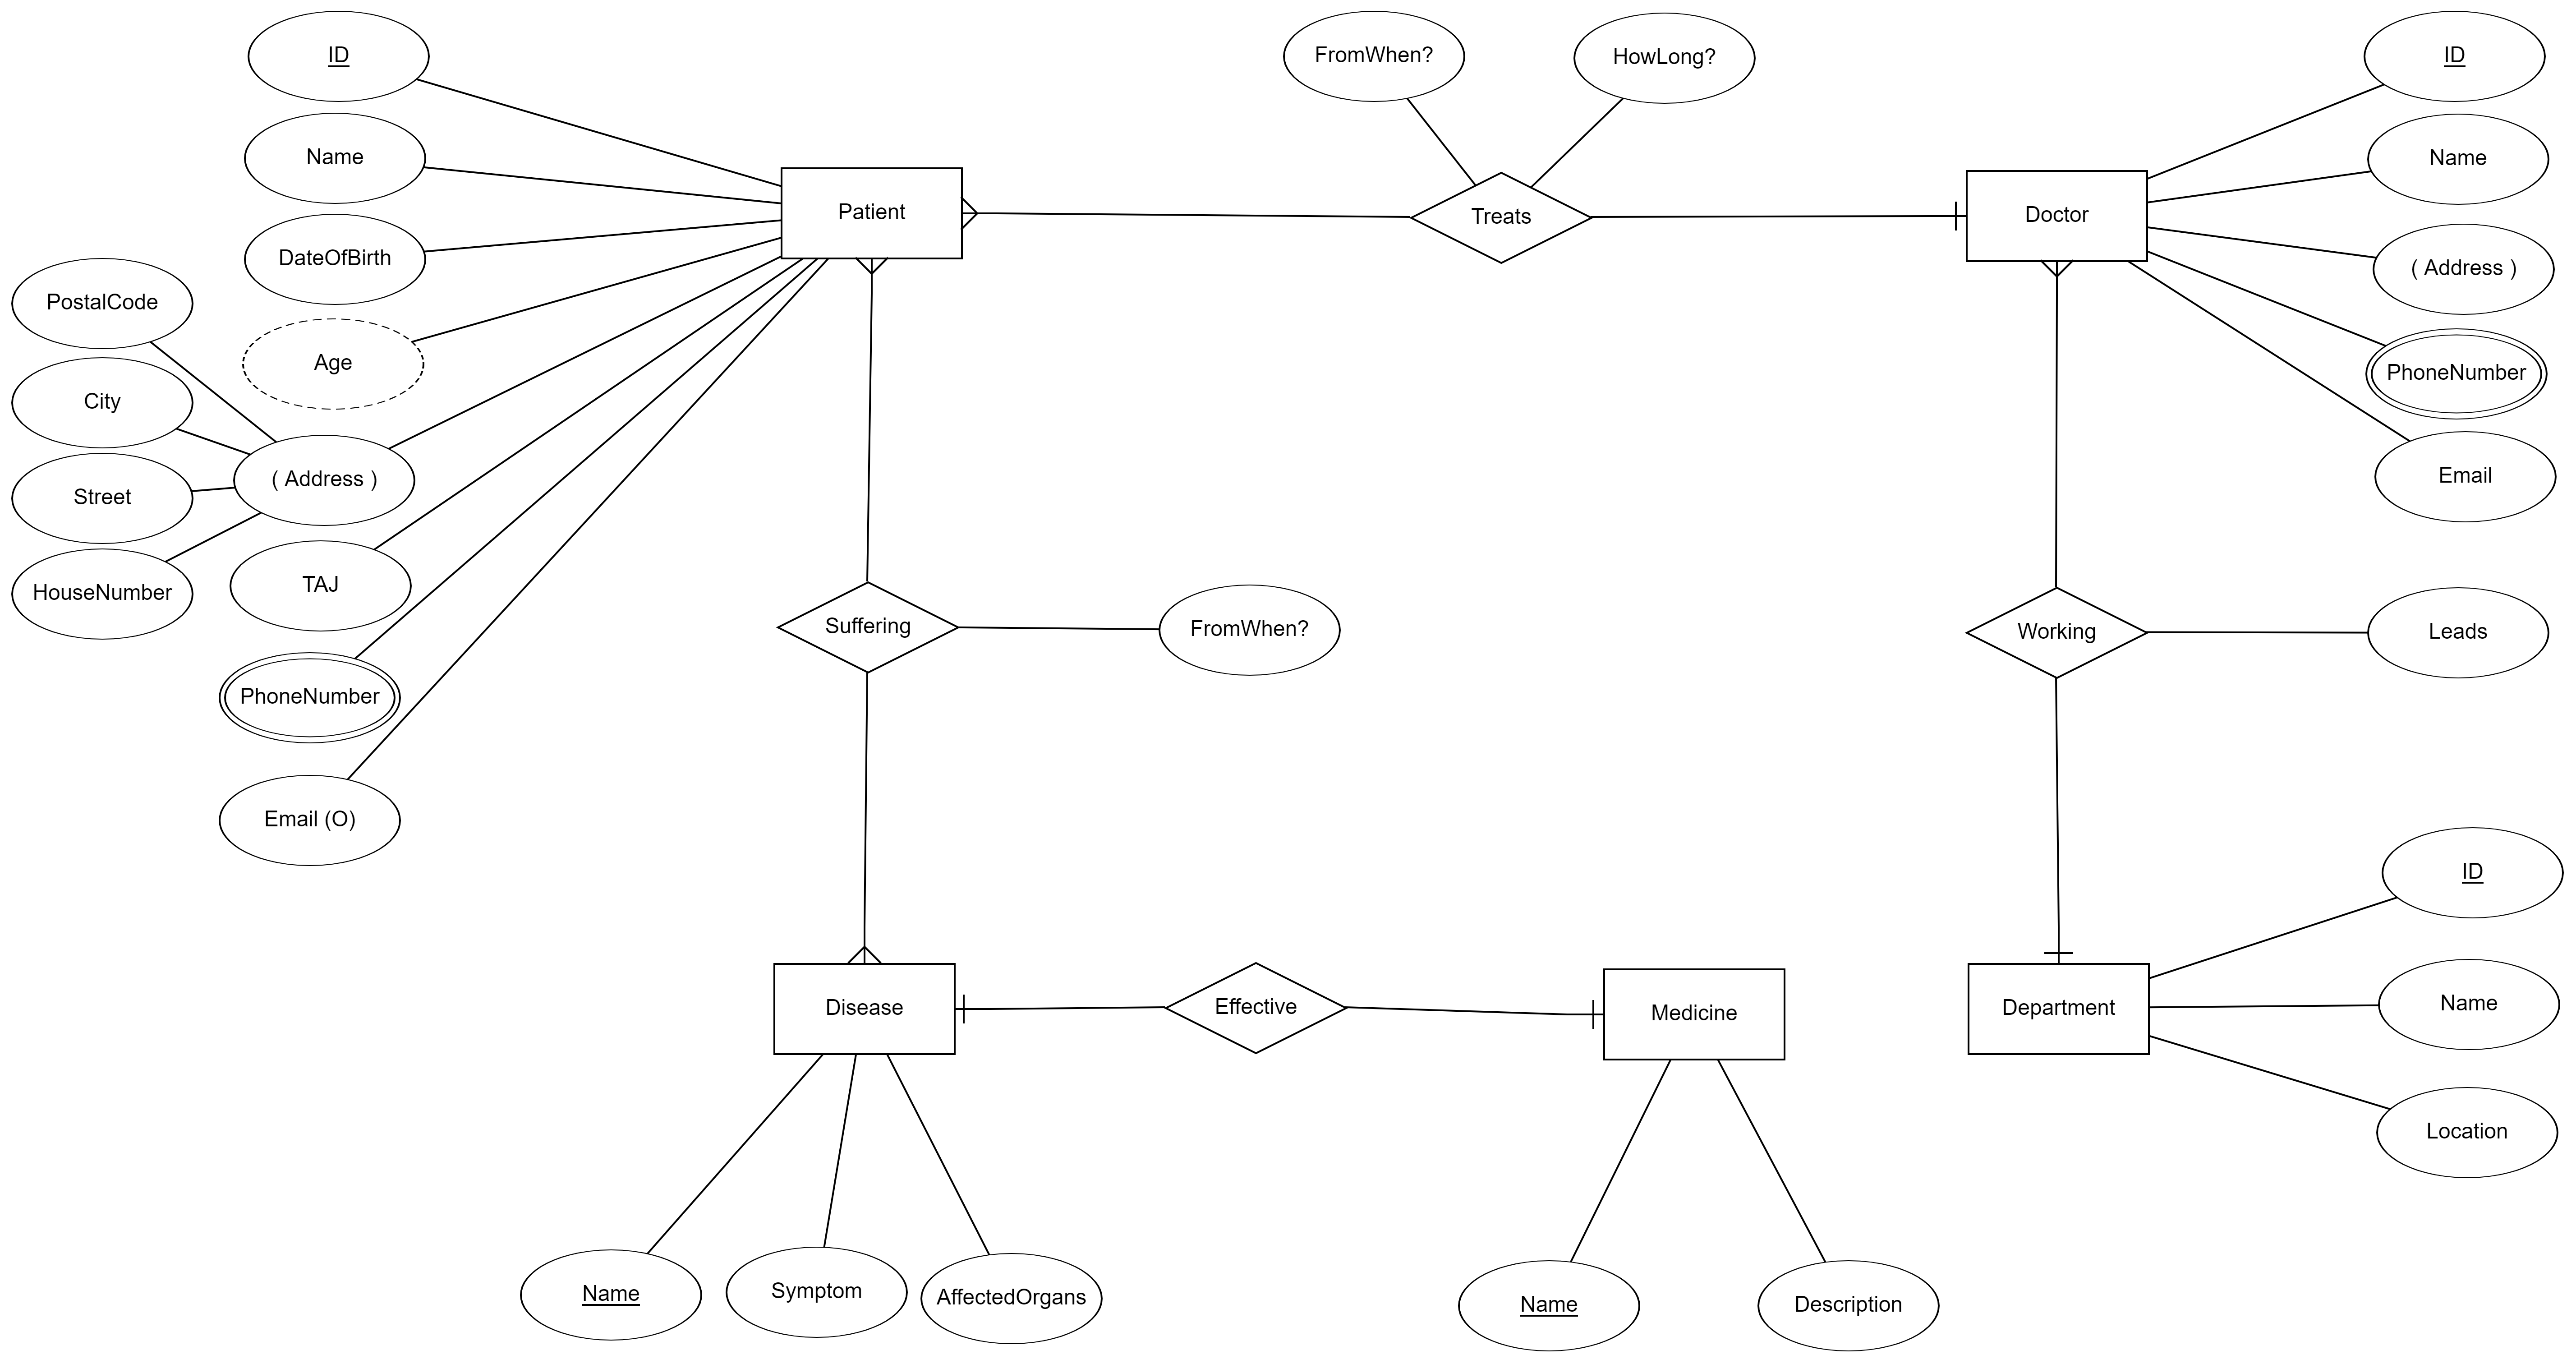 ID
FromWhen?
HowLong?
ID
Name
Name
Patient
Treats
Doctor
DateOfBirth
( Address )
PostalCode
Age
PhoneNumber
City
( Address )
Email
Street
TAJ
HouseNumber
Suffering
FromWhen?
Working
Leads
PhoneNumber
Email (O)
ID
Disease
Effective
Medicine
Department
Name
Location
Name
Symptom
AffectedOrgans
Name
Description